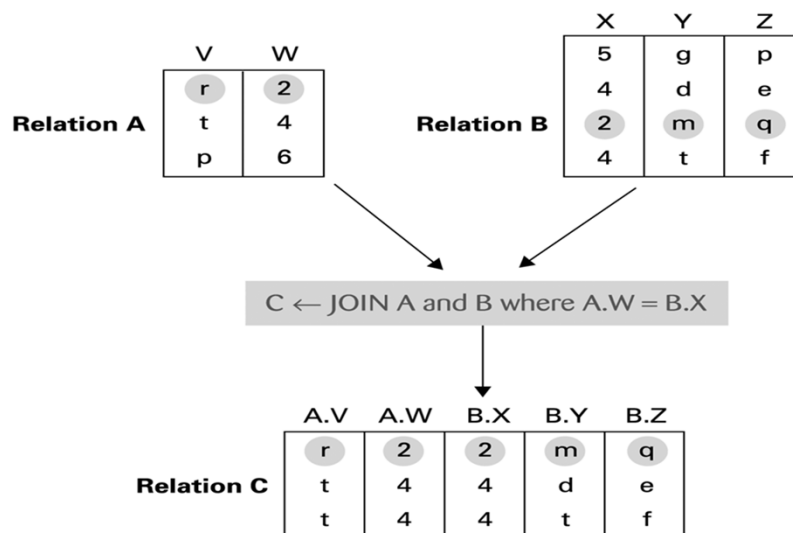 V W
Relation A
r 2
t 4
p 6
X Y Z
Relation B
5 g p
4 d e
2 m q
4 t f
C ← JOIN A and B where A.W = B.X
A.V A.W B.X B.Y B.Z
Relation C
r 2 2 m q
t 4 4 d e
t 4 4 t f